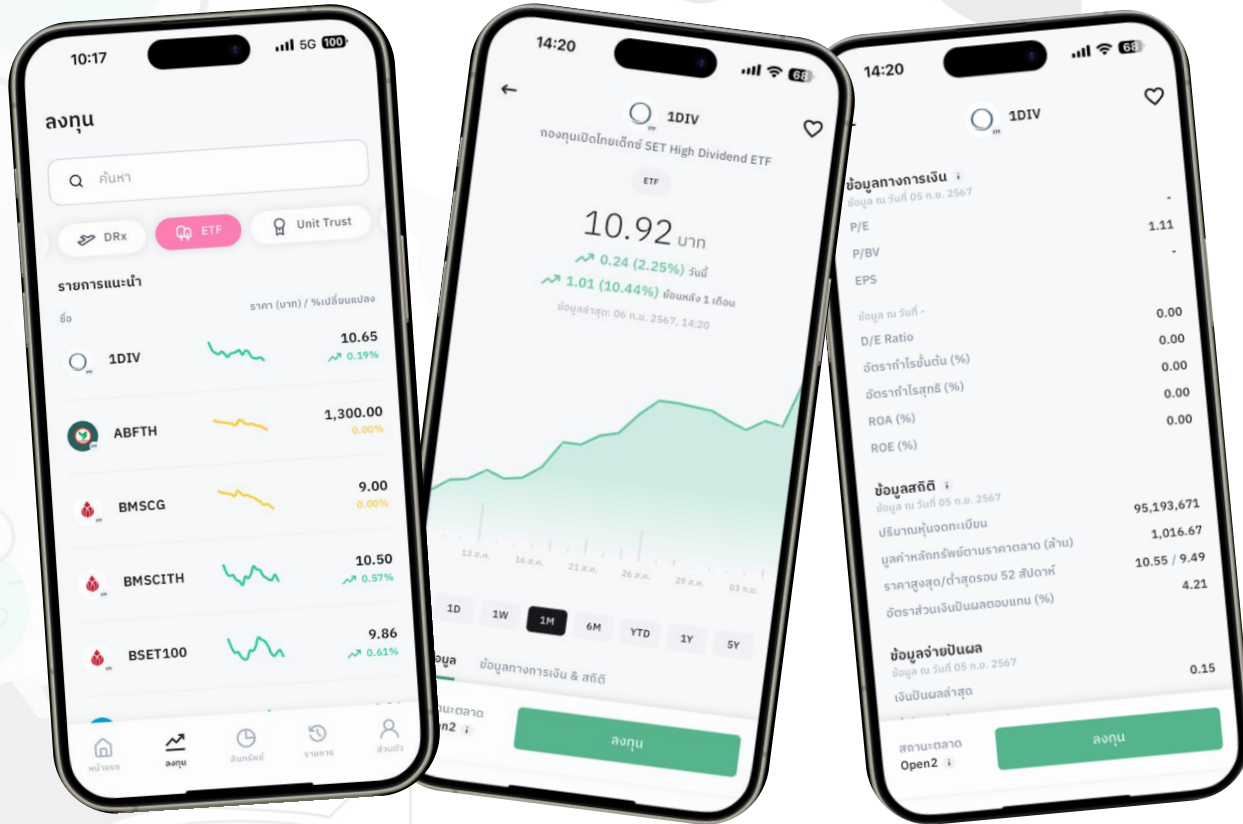 10:17
5G 100
ลงทุน
ค้นหา
DRx
ETF
Unit Trust
รายการแนะนำ
ชื่อ
ราคา (บาท) / %เปลี่ยนแปลง
1DIV
10.65
0.19%
ABFTH
1,300.00
0.00%
BMSCG
9.00
0.00%
BMSCITH
10.50
0.57%
BSET100
9.86
0.61%
หน้าแรก
ลงทุน
สินทรัพย์
รายการ
ส่วนตัว
14:20
68
1DIV
กองทุนเปิดไทยเด็กซ์ SET High Dividend ETF
ETF
10.92 บาท
0.24 (2.25%) วันนี้
1.01 (10.44%) ย้อนหลัง 1 เดือน
ข้อมูลล่าสุด: 06 ก.ย. 2567, 14:20
13 ส.ค.
16 ส.ค.
21 ส.ค.
26 ส.ค.
29 ส.ค.
03 ก.ย.
1D
1W
1M
6M
YTD
1Y
5Y
ข้อมูลทางการเงิน & สถิติ
ลงทุน
14:20
68
1DIV
ข้อมูลทางการเงิน
ข้อมูล ณ วันที่ 05 ก.ย. 2567
P/E -
P/BV 1.11
EPS -
ข้อมูล ณ วันที่ -
D/E Ratio 0.00
อัตรากำไรขั้นต้น (%) 0.00
อัตรากำไรสุทธิ (%) 0.00
ROA (%) 0.00
ROE (%) 0.00
ข้อมูลสถิติ
ข้อมูล ณ วันที่ 05 ก.ย. 2567
ปริมาณหุ้นจดทะเบียน 95,193,671
มูลค่าหลักทรัพย์ตามราคาตลาด (ล้าน) 1,016.67
ราคาสูงสุด/ต่ำสุดรอบ 52 สัปดาห์ 10.55 / 9.49
อัตราส่วนเงินปันผลตอบแทน (%) 4.21
ข้อมูลจ่ายปันผล
ข้อมูล ณ วันที่ 05 ก.ย. 2567
เงินปันผลล่าสุด 0.15
สถานะตลาด
Open2
ลงทุน